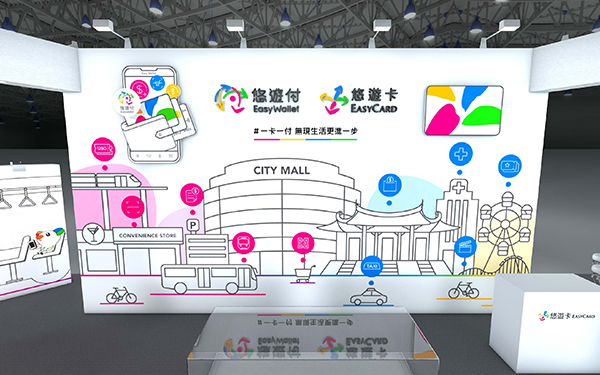 悠遊付
EasyWallet
悠遊卡
EASYCARD
#一卡一付 無現生活更進一步
CITY MALL
CONVENIENCE STORE
P
TAXI
悠遊卡 EASYCARD